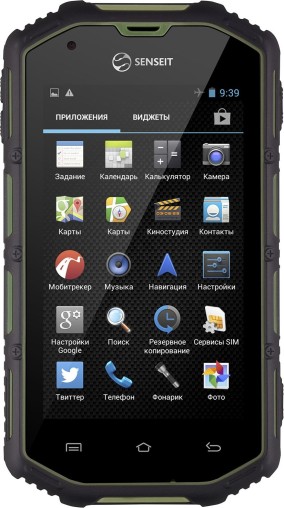 SENSEIT
9:39
ПРИЛОЖЕНИЯ ВИДЖЕТЫ
Задание Календарь Калькулятор Камера
Карты Карты Киностудия Контакты
Мобитрекер Музыка Навигация Настройки
Настройки Google Поиск Резервное копирование Сервисы SIM
Твиттер Телефон Фонарик Фото